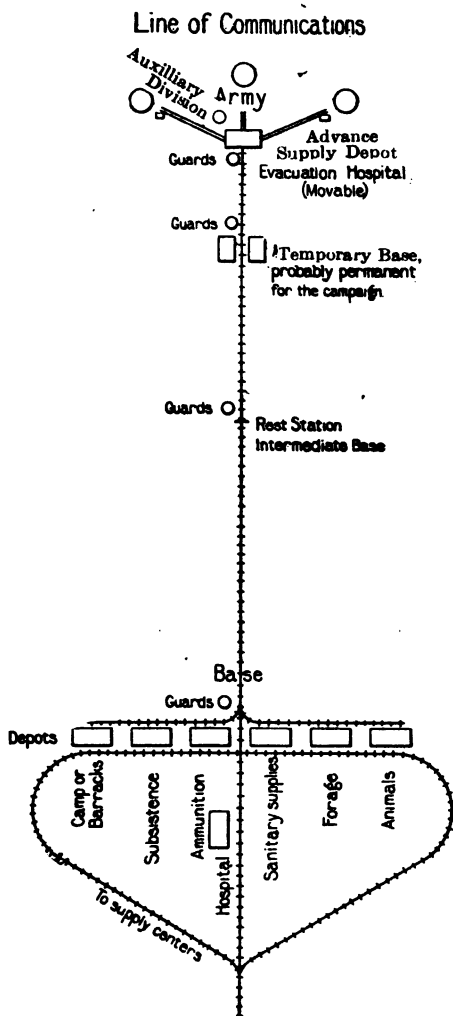 Line of Communications
Auxilliary
Division
Army
Guards
Advance
Supply Depot
Evacuation Hospital
(Movable)
Guards
Temporary Base,
probably permanent
for the campaign.
Guards
Rest Station
Intermediate Base
Base
Guards
Depots
Camp or
Barracks
Subsistence
Ammunition
Hospital
Sanitary supplies
Forage
Animals
To supply centers